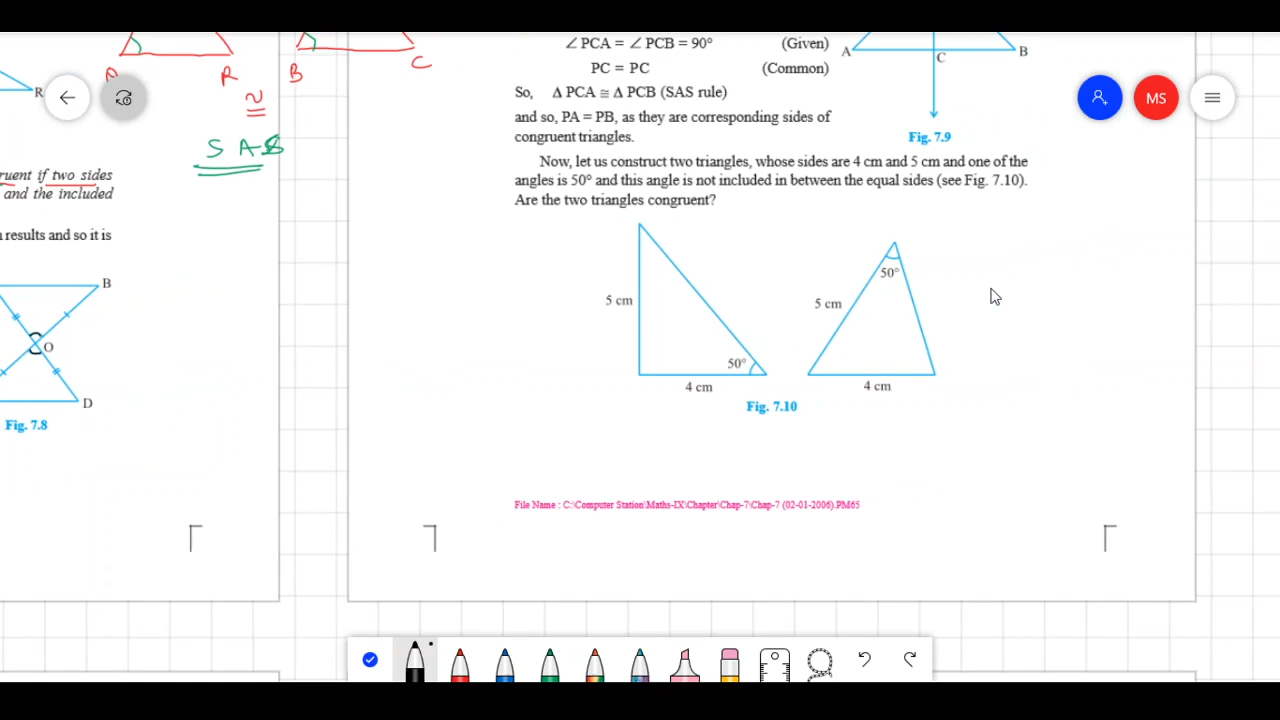 A R B C
R
≅
S A S
ruent if two sides
and the included
results and so it is
B
O
D
Fig. 7.8
∠ PCA = ∠ PCB = 90° (Given)
PC = PC (Common)
So, Δ PCA ≅ Δ PCB (SAS rule)
and so, PA = PB, as they are corresponding sides of
congruent triangles.
A C B
Fig. 7.9
Now, let us construct two triangles, whose sides are 4 cm and 5 cm and one of the
angles is 50° and this angle is not included in between the equal sides (see Fig. 7.10).
Are the two triangles congruent?
5 cm
50°
4 cm
50°
5 cm
4 cm
Fig. 7.10
File Name : C:\Computer Station\Maths-IX\Chapter\Chap-7\Chap-7 (02-01-2006).PM65
MS